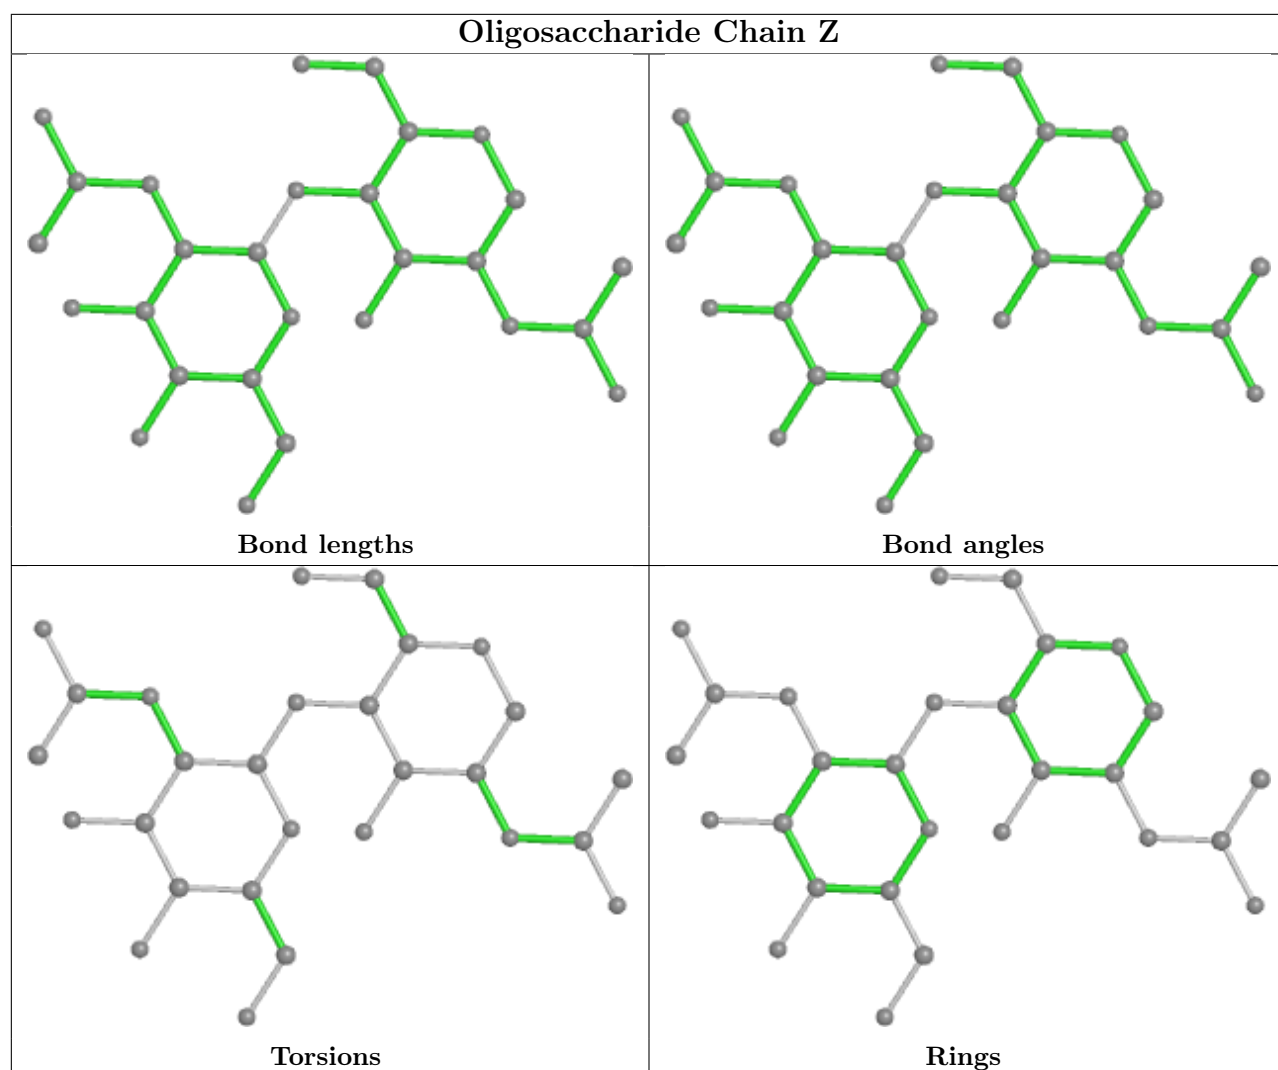 Oligosaccharide Chain Z
Bond lengths
Bond angles
Torsions
Rings